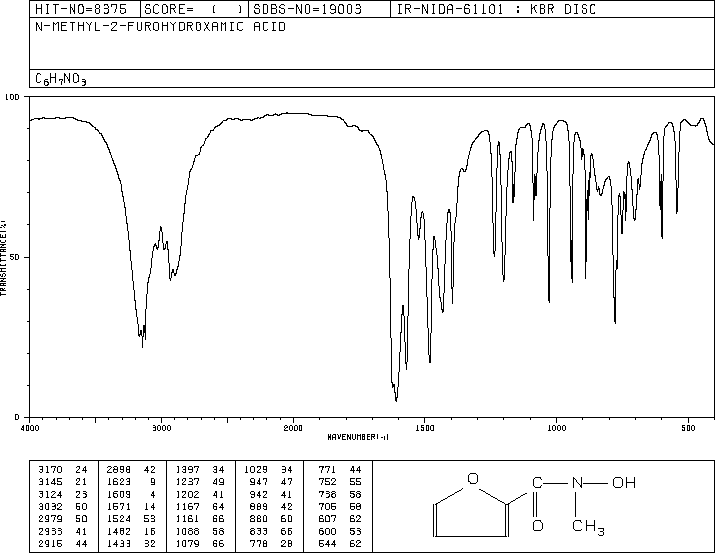 HIT-NO=8375 SCORE= ( ) SDBS-NO=19003 IR-NIDA-61101 : KBR DISC
N-METHYL-2-FUROHYDROXAMIC ACID
C6H7NO3
100
TRANSMITTANCE(%)
50
0
4000 3000 2000 1500 1000 500
WAVENUMBER(-1)
3170 24 2898 42 1397 34 1029 34 771 44
3145 21 1623 9 1237 49 947 47 752 55
3124 23 1609 4 1202 41 942 41 738 58
3032 50 1571 14 1167 64 889 42 705 58
2979 50 1524 53 1161 66 880 60 607 62
2933 41 1482 16 1088 58 833 66 600 53
2915 44 1433 32 1079 66 778 28 544 62
O
C N OH
O CH3